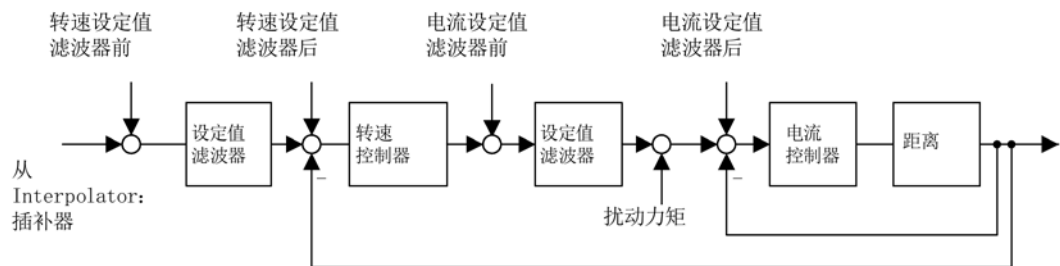 转速设定值
滤波器前
转速设定值
滤波器后
电流设定值
滤波器前
电流设定值
滤波器后
设定值
滤波器
转速
控制器
设定值
滤波器
电流
控制器
距离
从
Interpolator:
插补器
扰动力矩